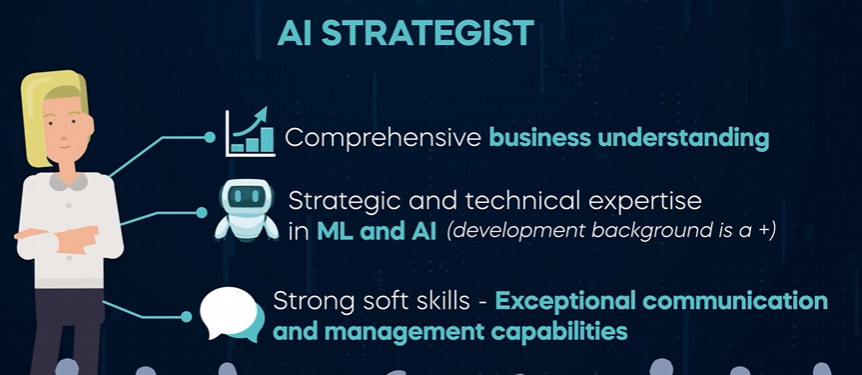 AI STRATEGIST
Comprehensive business understanding
Strategic and technical expertise
in ML and AI (development background is a +)
Strong soft skills - Exceptional communication
and management capabilities